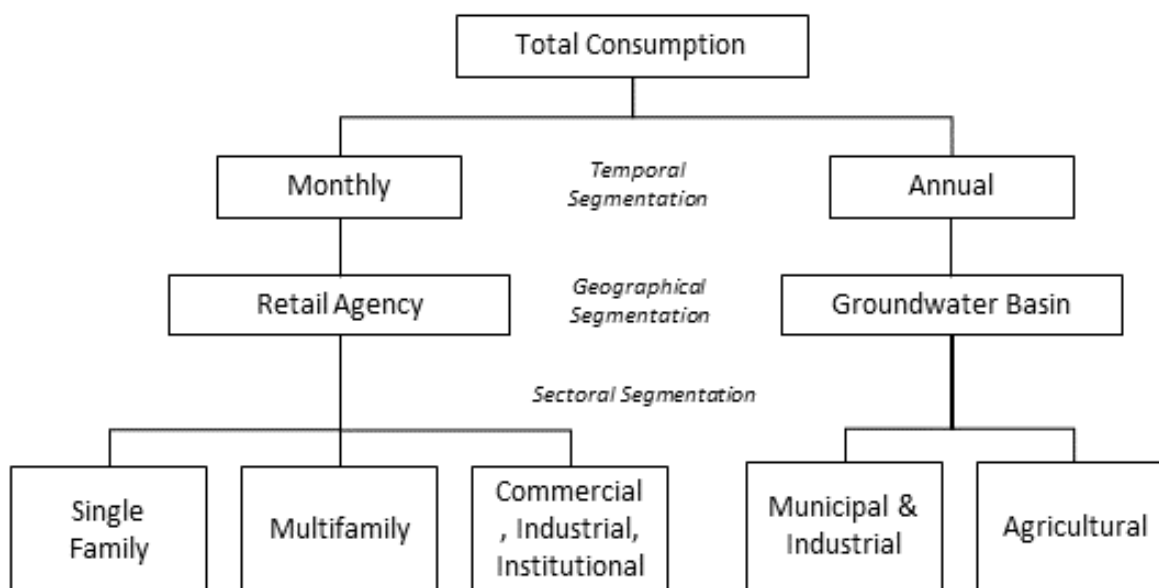 Total Consumption
Monthly
Temporal
Segmentation
Annual
Retail Agency
Geographical
Segmentation
Groundwater Basin
Sectoral Segmentation
Single
Family
Multifamily
Commercial
, Industrial,
Institutional
Municipal &
Industrial
Agricultural